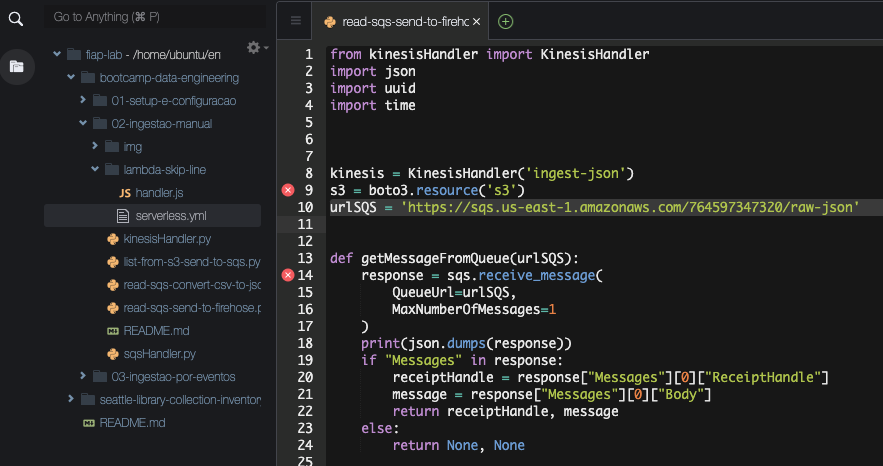 Go to Anything (⌘ P)
fiap-lab - /home/ubuntu/en
bootcamp-data-engineering
01-setup-e-configuracao
02-ingestao-manual
img
lambda-skip-line
JS handler.js
serverless.yml
kinesisHandler.py
list-from-s3-send-to-sqs.py
read-sqs-convert-csv-to-jsc
read-sqs-send-to-firehose.p
README.md
sqsHandler.py
03-ingestao-por-eventos
seattle-library-collection-inventory
README.md
read-sqs-send-to-firehc ×
1 from kinesisHandler import KinesisHandler
2 import json
3 import uuid
4 import time
5
6
7
8 kinesis = KinesisHandler('ingest-json')
9 s3 = boto3.resource('s3')
10 urlSQS = 'https://sqs.us-east-1.amazonaws.com/764597347320/raw-json'
11
12
13 def getMessageFromQueue(urlSQS):
14     response = sqs.receive_message(
15         QueueUrl=urlSQS,
16         MaxNumberOfMessages=1
17     )
18     print(json.dumps(response))
19     if "Messages" in response:
20         receiptHandle = response["Messages"][0]["ReceiptHandle"]
21         message = response["Messages"][0]["Body"]
22         return receiptHandle, message
23     else:
24         return None, None
25